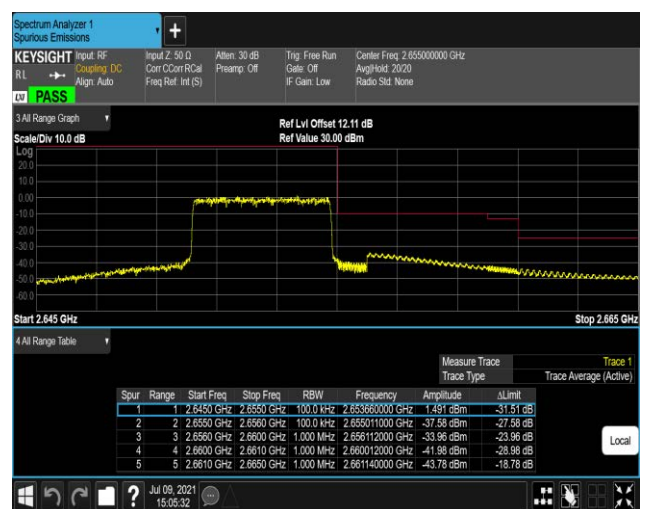 Spectrum Analyzer 1
Spurious Emissions
+
KEYSIGHT Input: RF Input Z: 50 Ω Atten: 30 dB Trig: Free Run Center Freq: 2.655000000 GHz
RL Coupling: DC Corr CCorr RCal Preamp: Off Gate: Off Avg|Hold: 20/20
Align: Auto Freq Ref: Int (S) IF Gain: Low Radio Std: None
LXI PASS
3 All Range Graph
Ref Lvl Offset 12.11 dB
Scale/Div 10.0 dB Ref Value 30.00 dBm
Log
20.0
10.0
0.00
-10.0
-20.0
-30.0
-40.0
-50.0
-60.0
Start 2.645 GHz Stop 2.665 GHz
4 All Range Table
Measure Trace Trace 1
Trace Type Trace Average (Active)
Spur Range Start Freq Stop Freq RBW Frequency Amplitude ΔLimit
1 1 2.6450 GHz 2.6550 GHz 100.0 kHz 2.653660000 GHz 1.491 dBm -31.51 dB
2 2 2.6550 GHz 2.6560 GHz 100.0 kHz 2.655011000 GHz -37.58 dBm -27.58 dB
3 3 2.6560 GHz 2.6600 GHz 1.000 MHz 2.656112000 GHz -33.96 dBm -23.96 dB
4 4 2.6600 GHz 2.6610 GHz 1.000 MHz 2.660012000 GHz -41.98 dBm -28.98 dB
5 5 2.6610 GHz 2.6650 GHz 1.000 MHz 2.661140000 GHz -43.78 dBm -18.78 dB
Local
? Jul 09, 2021
15:05:32